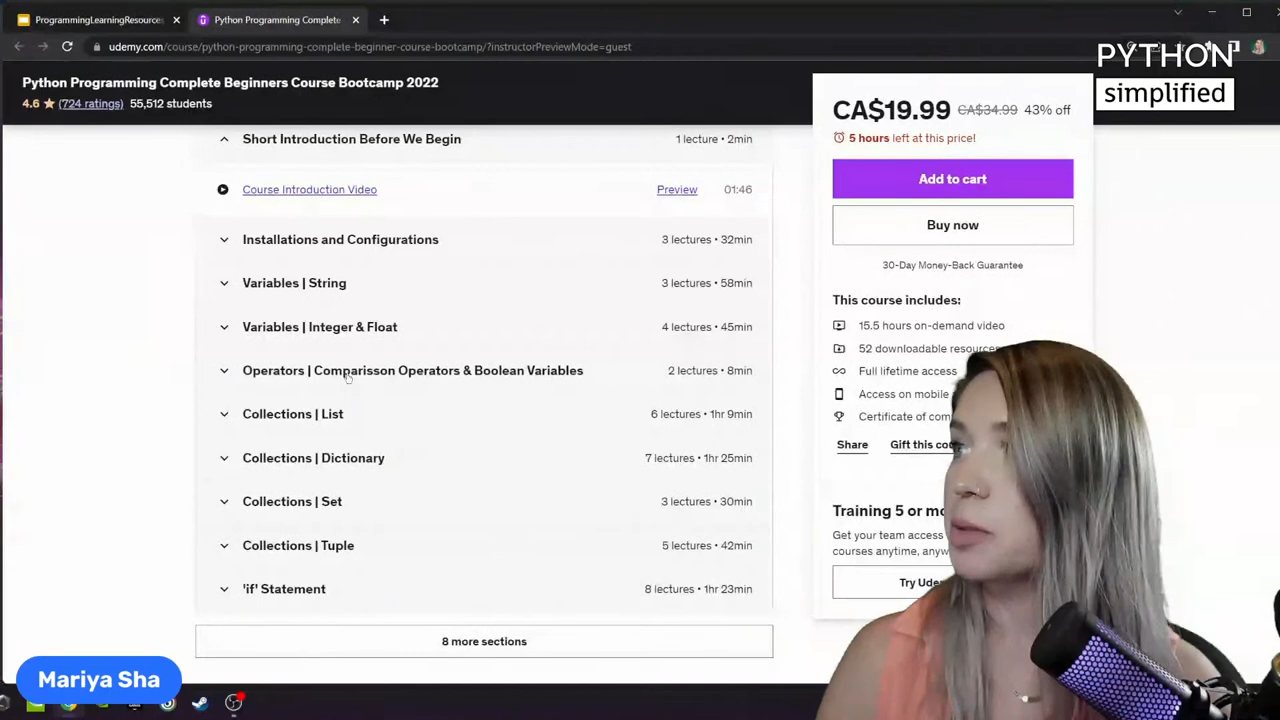 ProgrammingLearningResources
Python Programming Complete
udemy.com/course/python-programming-complete-beginner-course-bootcamp/?instructorPreviewMode=guest
PYTHON
simplified
Python Programming Complete Beginners Course Bootcamp 2022
4.6 ★ (724 ratings) 55,512 students
CA$19.99 CA$34.99 43% off
5 hours left at this price!
Add to cart
Buy now
30-Day Money-Back Guarantee
This course includes:
15.5 hours on-demand video
52 downloadable resources
Full lifetime access
Access on mobile
Certificate of com
Share Gift this cou
Training 5 or mo
Get your team access
courses anytime, anyw
Try Ude
Short Introduction Before We Begin 1 lecture • 2min
Course Introduction Video Preview 01:46
Installations and Configurations 3 lectures • 32min
Variables | String 3 lectures • 58min
Variables | Integer & Float 4 lectures • 45min
Operators | Comparisson Operators & Boolean Variables 2 lectures • 8min
Collections | List 6 lectures • 1hr 9min
Collections | Dictionary 7 lectures • 1hr 25min
Collections | Set 3 lectures • 30min
Collections | Tuple 5 lectures • 42min
'if' Statement 8 lectures • 1hr 23min
8 more sections
Mariya Sha